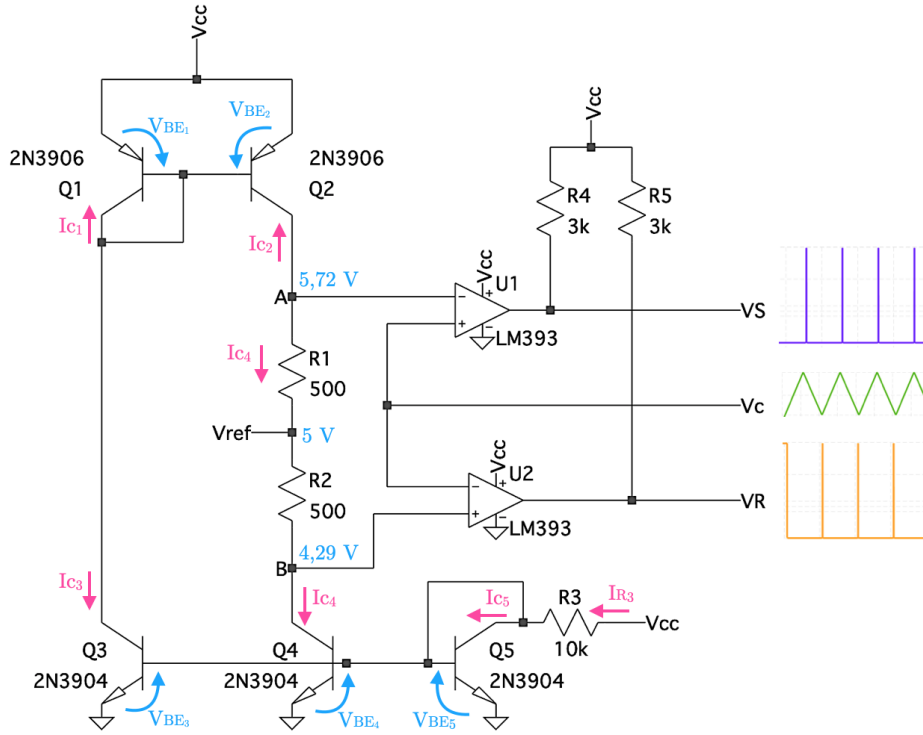 Vcc
VBE1
VBE2
2N3906
Q1
2N3906
Q2
Vcc
R4
3k
R5
3k
Ic1
Ic2
Vcc
U1
A
5,72 V
−
+
+
−
LM393
VS
Ic4
R1
500
Vref
5 V
Vc
R2
500
Vcc
U2
−
+
+
−
LM393
VR
B
4,29 V
Ic3
Ic4
Ic5
R3
10k
IR3
Vcc
Q3
2N3904
Q4
2N3904
Q5
2N3904
VBE3
VBE4
VBE5